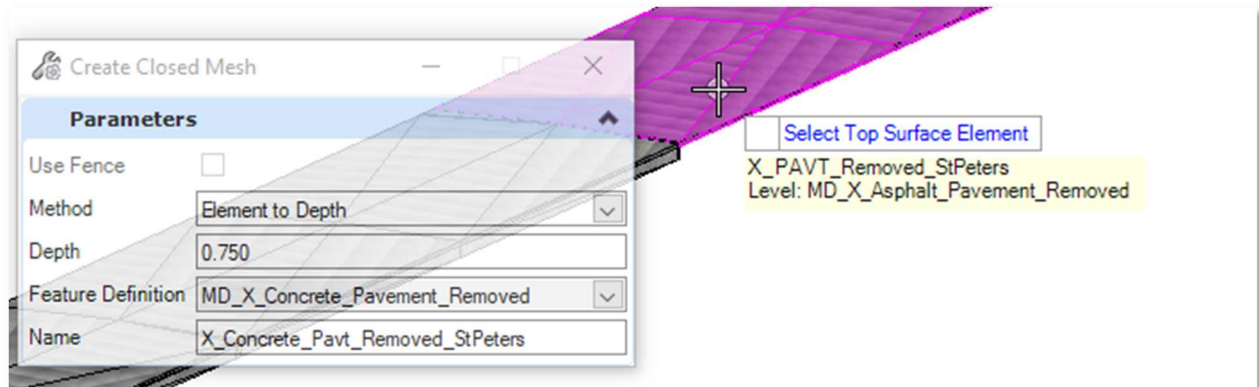 Create Closed Mesh
Parameters
Use Fence
Method Element to Depth
Depth 0.750
Feature Definition MD_X_Concrete_Pavement_Removed
Name X_Concrete_Pavt_Removed_StPeters
Select Top Surface Element
X_PAVT_Removed_StPeters
Level: MD_X_Asphalt_Pavement_Removed